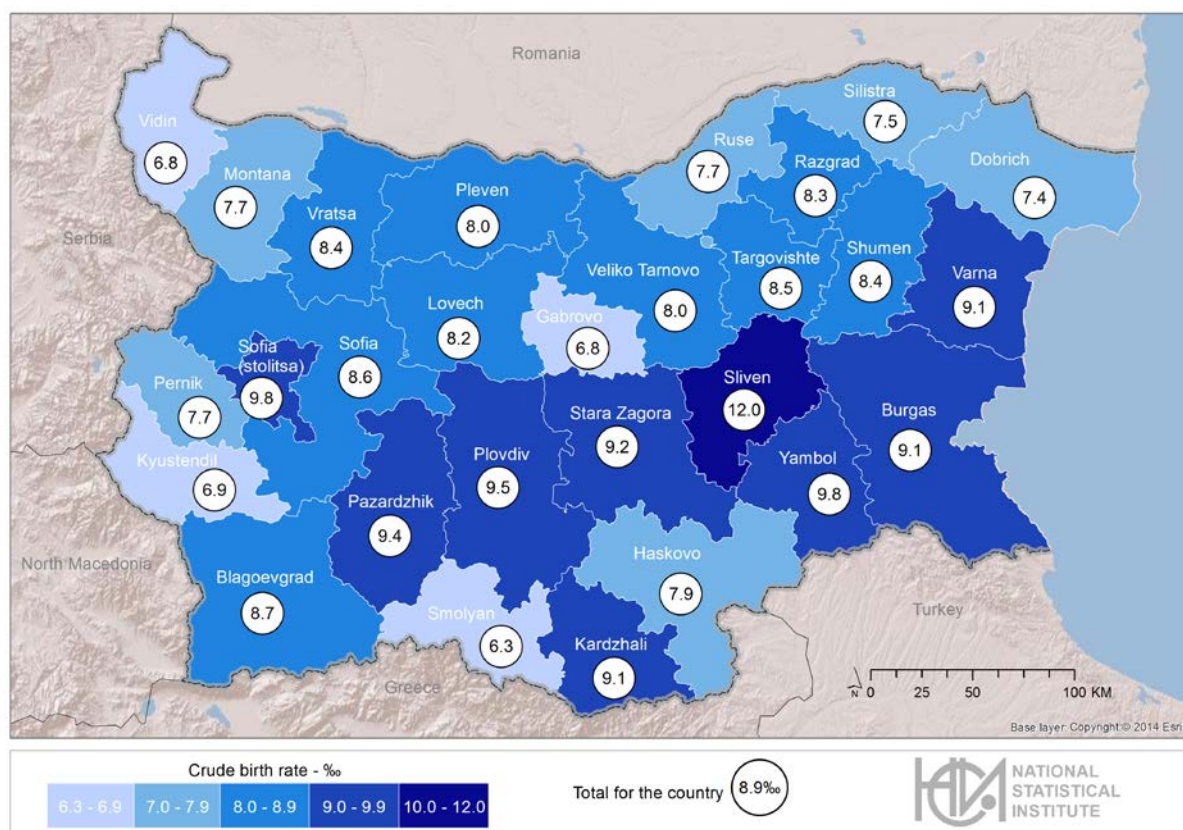 Romania
Silistra
7.5
Vidin
6.8
Ruse
7.7
Razgrad
8.3
Dobrich
7.4
Montana
7.7
Pleven
8.0
Vratsa
8.4
Serbia
Veliko Tarnovo
8.0
Targovishte
8.5
Shumen
8.4
Varna
9.1
Lovech
8.2
Gabrovo
6.8
Sofia
(stolitsa)
9.8
Sofia
8.6
Pernik
7.7
Sliven
12.0
Stara Zagora
9.2
Burgas
9.1
Kyustendil
6.9
Plovdiv
9.5
Yambol
9.8
Pazardzhik
9.4
North Macedonia
Haskovo
7.9
Blagoevgrad
8.7
Smolyan
6.3
Turkey
Kardzhali
9.1
Greece
N
0 25 50 100 KM
Base layer: Copyright © 2014 Esri
Crude birth rate - ‰
6.3 - 6.9 7.0 - 7.9 8.0 - 8.9 9.0 - 9.9 10.0 - 12.0
Total for the country 8.9‰
НСИ
NATIONAL
STATISTICAL
INSTITUTE